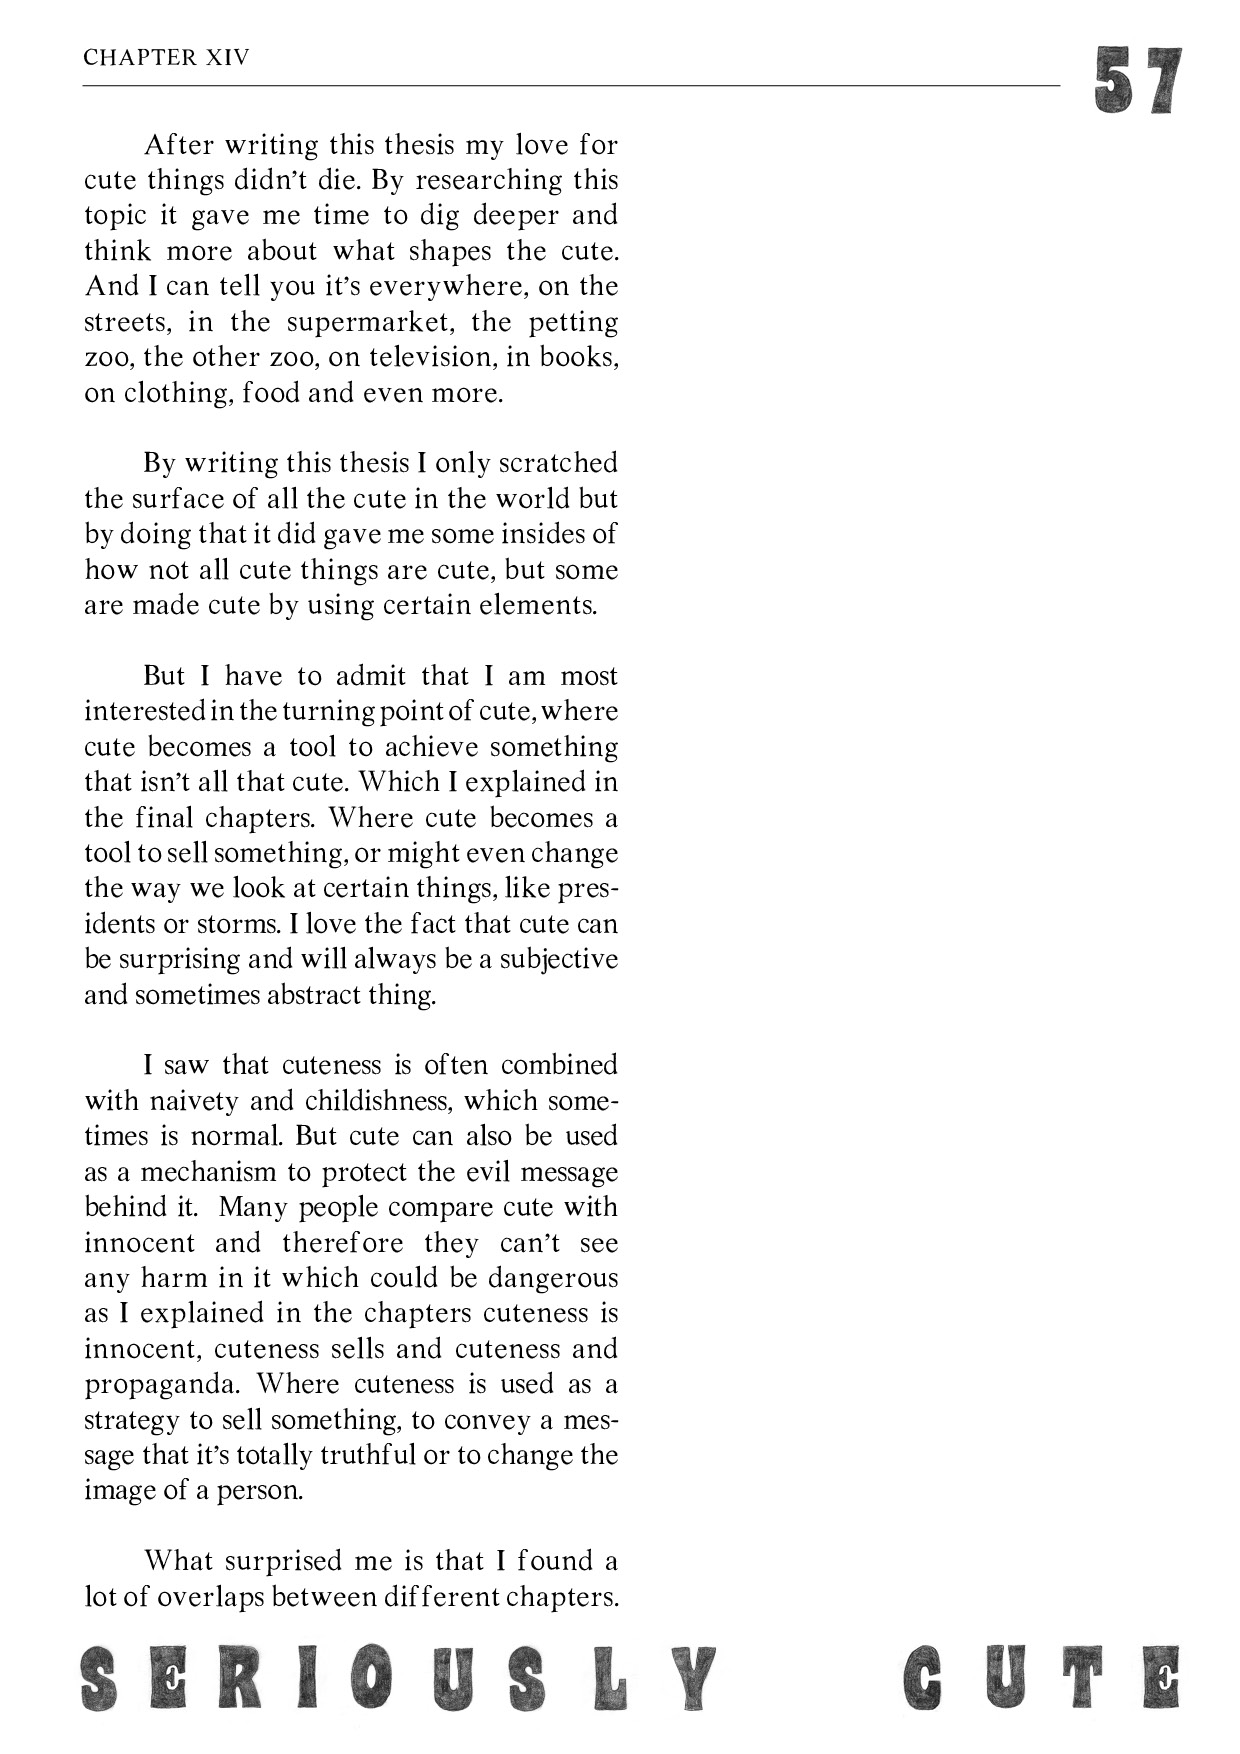 CHAPTER XIV
57
After writing this thesis my love for
cute things didn’t die. By researching this
topic it gave me time to dig deeper and
think more about what shapes the cute.
And I can tell you it’s everywhere, on the
streets, in the supermarket, the petting
zoo, the other zoo, on television, in books,
on clothing, food and even more.
By writing this thesis I only scratched
the surface of all the cute in the world but
by doing that it did gave me some insides of
how not all cute things are cute, but some
are made cute by using certain elements.
But I have to admit that I am most
interested in the turning point of cute, where
cute becomes a tool to achieve something
that isn’t all that cute. Which I explained in
the final chapters. Where cute becomes a
tool to sell something, or might even change
the way we look at certain things, like pres-
idents or storms. I love the fact that cute can
be surprising and will always be a subjective
and sometimes abstract thing.
I saw that cuteness is often combined
with naivety and childishness, which some-
times is normal. But cute can also be used
as a mechanism to protect the evil message
behind it. Many people compare cute with
innocent and therefore they can’t see
any harm in it which could be dangerous
as I explained in the chapters cuteness is
innocent, cuteness sells and cuteness and
propaganda. Where cuteness is used as a
strategy to sell something, to convey a mes-
sage that it’s totally truthful or to change the
image of a person.
What surprised me is that I found a
lot of overlaps between different chapters.
SERIOUSLY CUTE